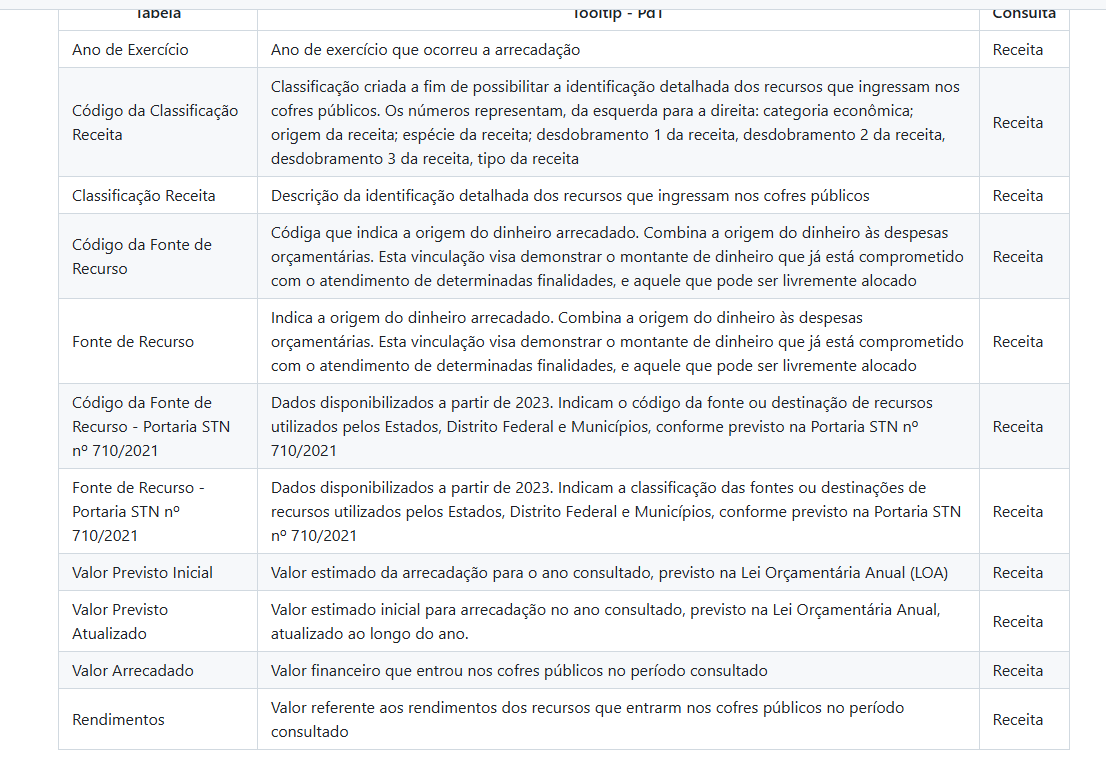 Tabela
Tooltip - PdT
Consulta
Ano de Exercício
Ano de exercício que ocorreu a arrecadação
Receita
Código da Classificação
Receita
Classificação criada a fim de possibilitar a identificação detalhada dos recursos que ingressam nos
cofres públicos. Os números representam, da esquerda para a direita: categoria econômica;
origem da receita; espécie da receita; desdobramento 1 da receita, desdobramento 2 da receita,
desdobramento 3 da receita, tipo da receita
Receita
Classificação Receita
Descrição da identificação detalhada dos recursos que ingressam nos cofres públicos
Receita
Código da Fonte de
Recurso
Códiga que indica a origem do dinheiro arrecadado. Combina a origem do dinheiro às despesas
orçamentárias. Esta vinculação visa demonstrar o montante de dinheiro que já está comprometido
com o atendimento de determinadas finalidades, e aquele que pode ser livremente alocado
Receita
Fonte de Recurso
Indica a origem do dinheiro arrecadado. Combina a origem do dinheiro às despesas
orçamentárias. Esta vinculação visa demonstrar o montante de dinheiro que já está comprometido
com o atendimento de determinadas finalidades, e aquele que pode ser livremente alocado
Receita
Código da Fonte de
Recurso - Portaria STN
nº 710/2021
Dados disponibilizados a partir de 2023. Indicam o código da fonte ou destinação de recursos
utilizados pelos Estados, Distrito Federal e Municípios, conforme previsto na Portaria STN nº
710/2021
Receita
Fonte de Recurso -
Portaria STN nº
710/2021
Dados disponibilizados a partir de 2023. Indicam a classificação das fontes ou destinações de
recursos utilizados pelos Estados, Distrito Federal e Municípios, conforme previsto na Portaria STN
nº 710/2021
Receita
Valor Previsto Inicial
Valor estimado da arrecadação para o ano consultado, previsto na Lei Orçamentária Anual (LOA)
Receita
Valor Previsto
Atualizado
Valor estimado inicial para arrecadação no ano consultado, previsto na Lei Orçamentária Anual,
atualizado ao longo do ano.
Receita
Valor Arrecadado
Valor financeiro que entrou nos cofres públicos no período consultado
Receita
Rendimentos
Valor referente aos rendimentos dos recursos que entrarm nos cofres públicos no período
consultado
Receita